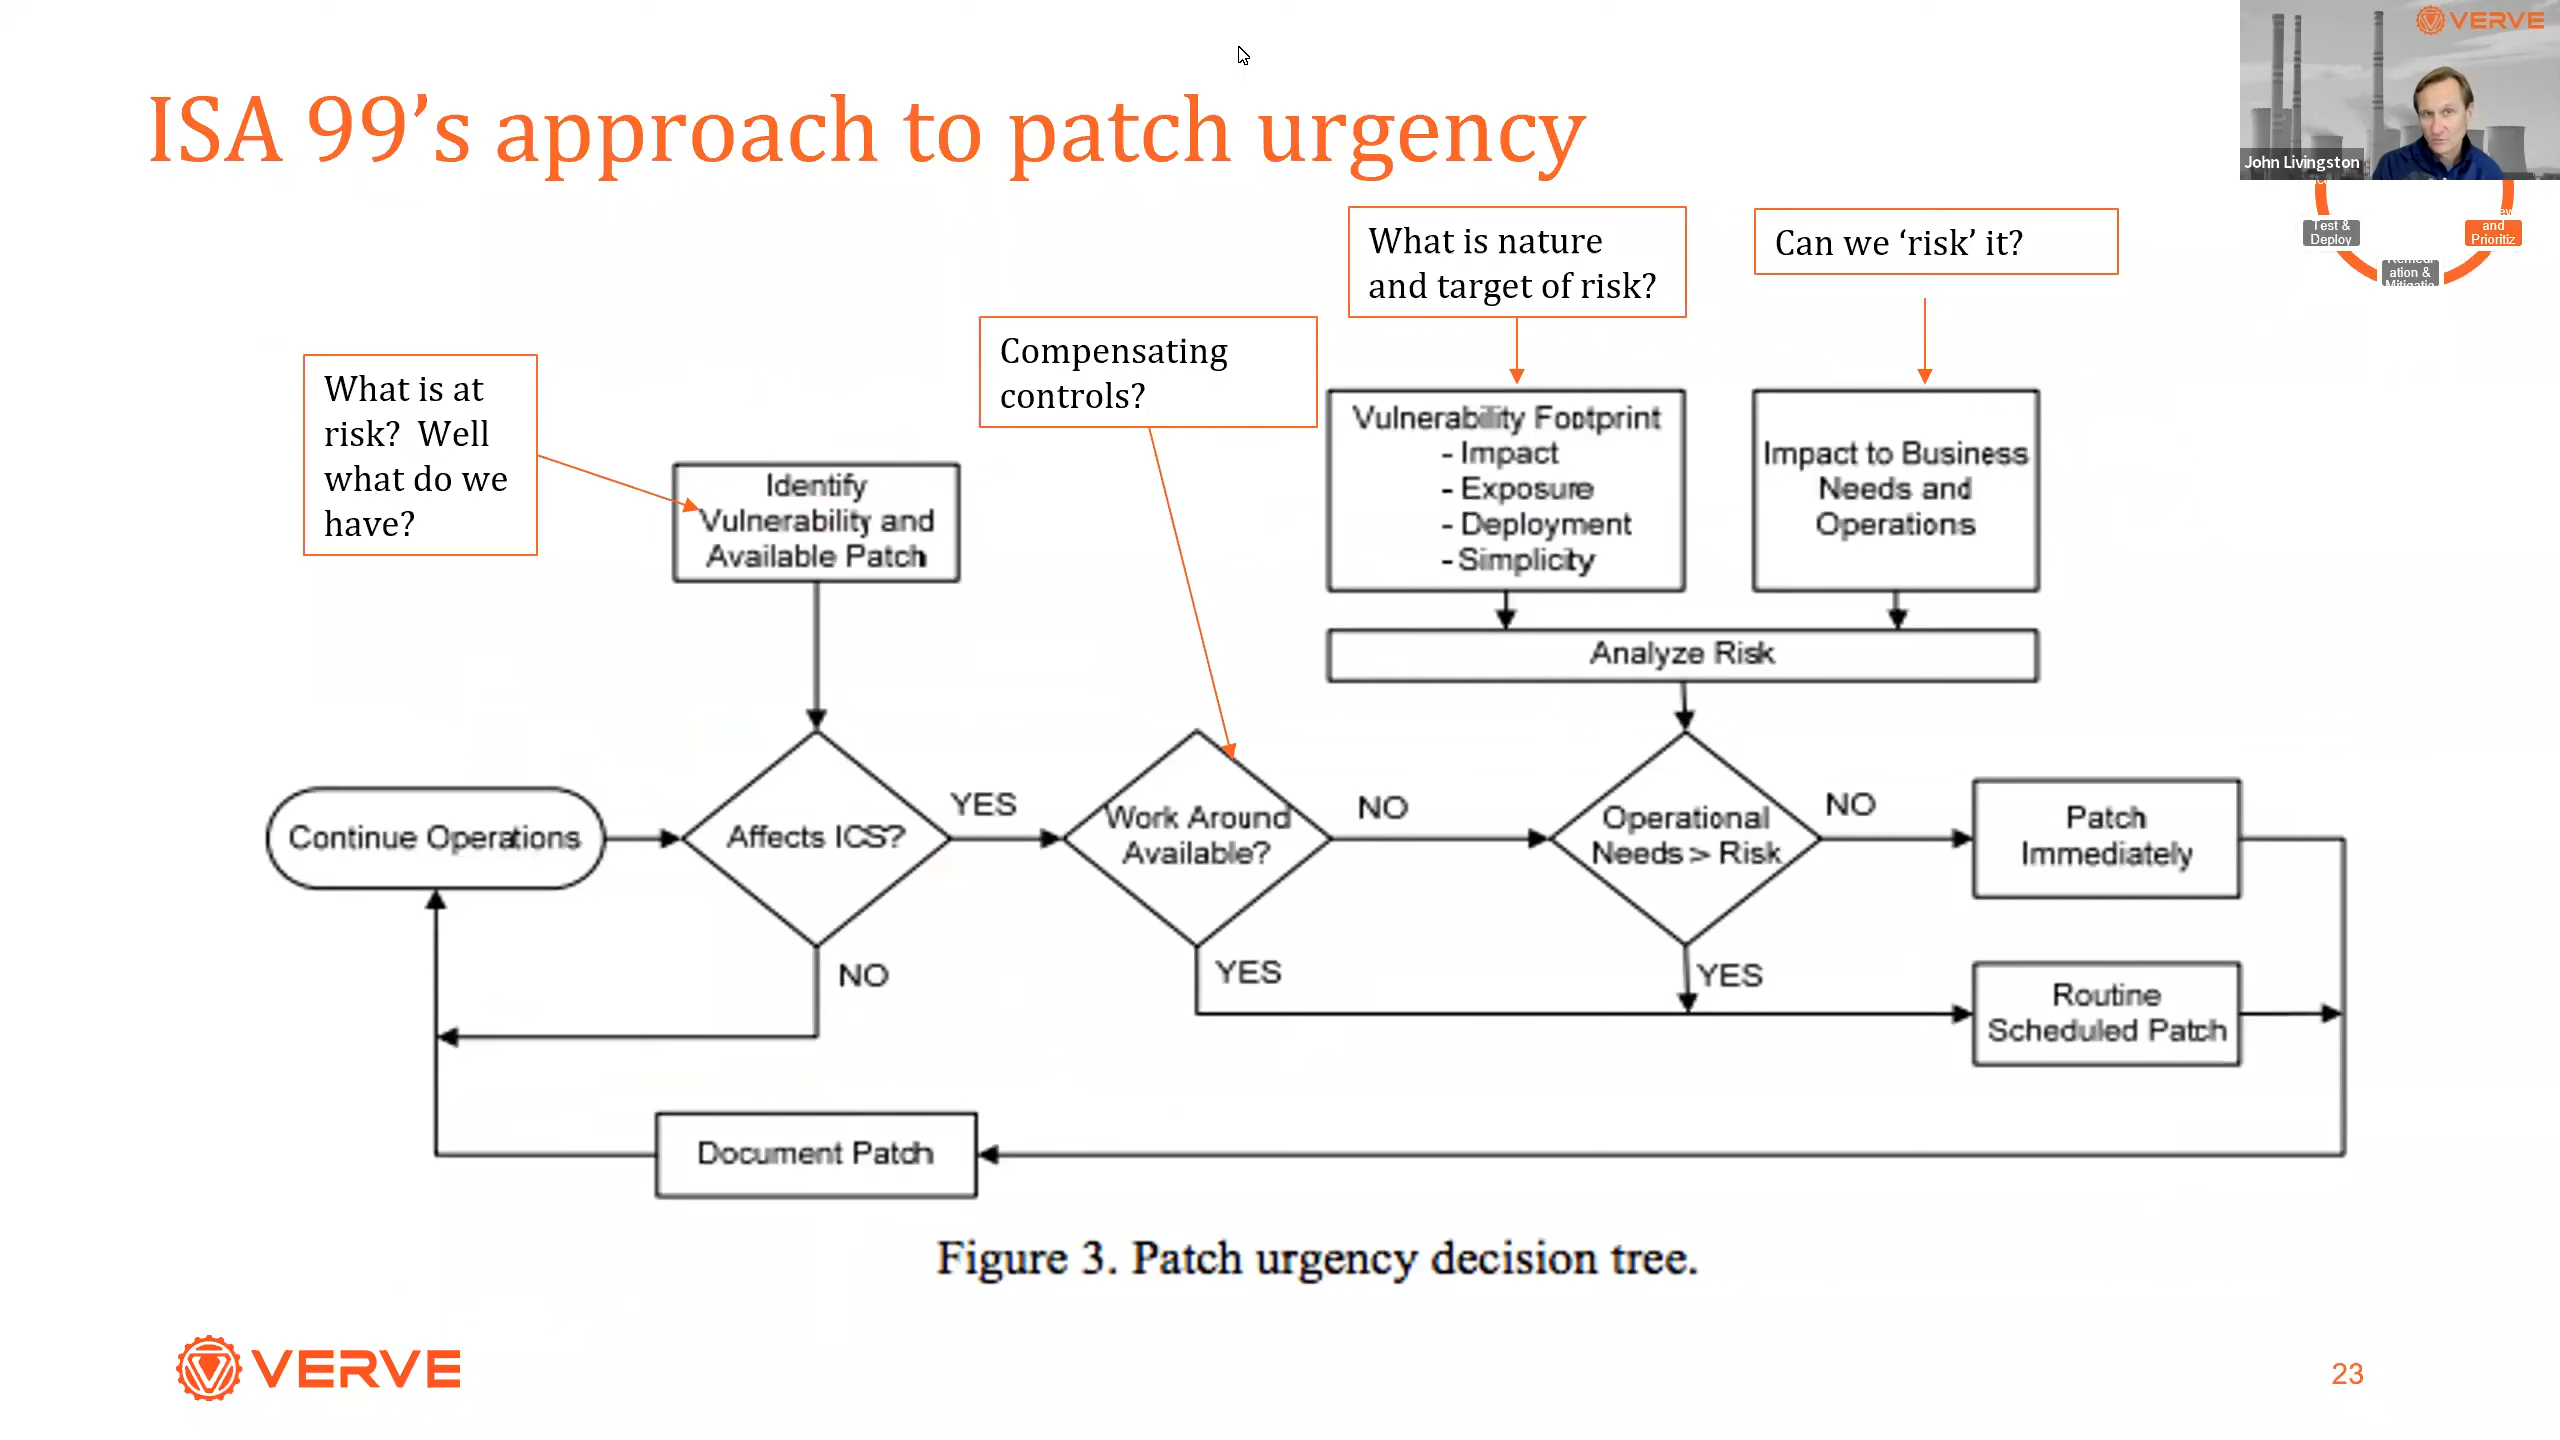 VERVE
John Livingston
ISA 99’s approach to patch urgency
Test &
Deploy
and
Prioritiz
ation &
What is nature
and target of risk?
Can we ‘risk’ it?
Compensating
controls?
What is at
risk?  Well
what do we
have?
Identify
Vulnerability and
Available Patch
Vulnerability Footprint
- Impact
- Exposure
- Deployment
- Simplicity
Impact to Business
Needs and
Operations
Analyze Risk
Continue Operations
Affects ICS?
YES
NO
Work Around
Available?
NO
YES
Operational
Needs > Risk
NO
YES
Patch
Immediately
Routine
Scheduled Patch
Document Patch
Figure 3. Patch urgency decision tree.
VERVE
23